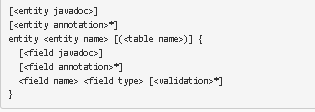 [<entity javadoc>]
[<entity annotation>*]
entity <entity name> [(<table name>)] {
  [<field javadoc>]
  [<field annotation>*]
  <field name> <field type> [<validation>*]
}